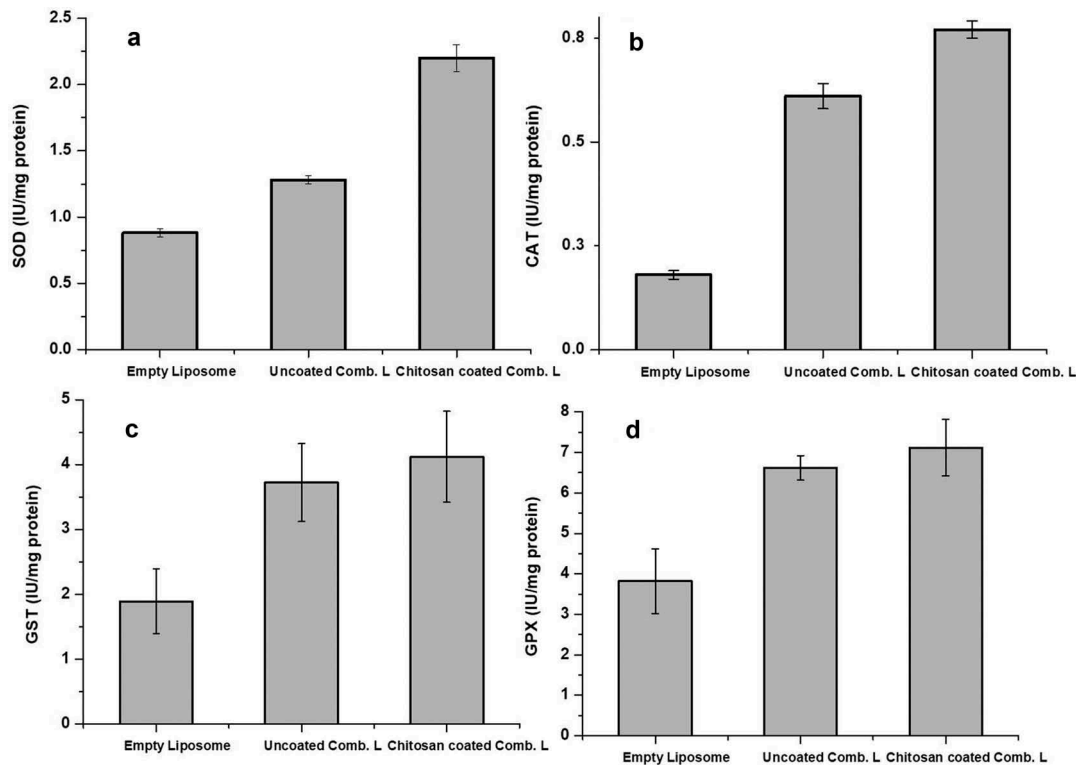 a
SOD (IU/mg protein)
2.5
2.0
1.5
1.0
0.5
0.0
Empty Liposome
Uncoated Comb. L
Chitosan coated Comb. L
b
CAT (IU/mg protein)
0.8
0.5
0.3
0.0
Empty Liposome
Uncoated Comb. L
Chitosan coated Comb. L
c
GST (IU/mg protein)
5
4
3
2
1
0
Empty Liposome
Uncoated Comb. L
Chitosan coated Comb. L
d
GPX (IU/mg protein)
8
7
6
5
4
3
2
1
0
Empty Liposome
Uncoated Comb. L
Chitosan coated Comb. L